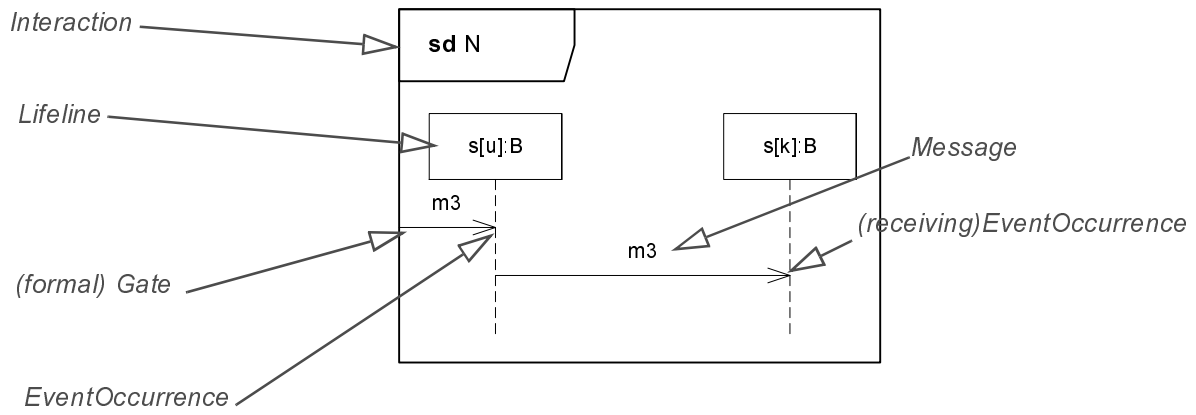 Interaction
sd N
Lifeline
s[u]:B
s[k]:B
Message
m3
(receiving)EventOccurrence
m3
(formal) Gate
EventOccurrence